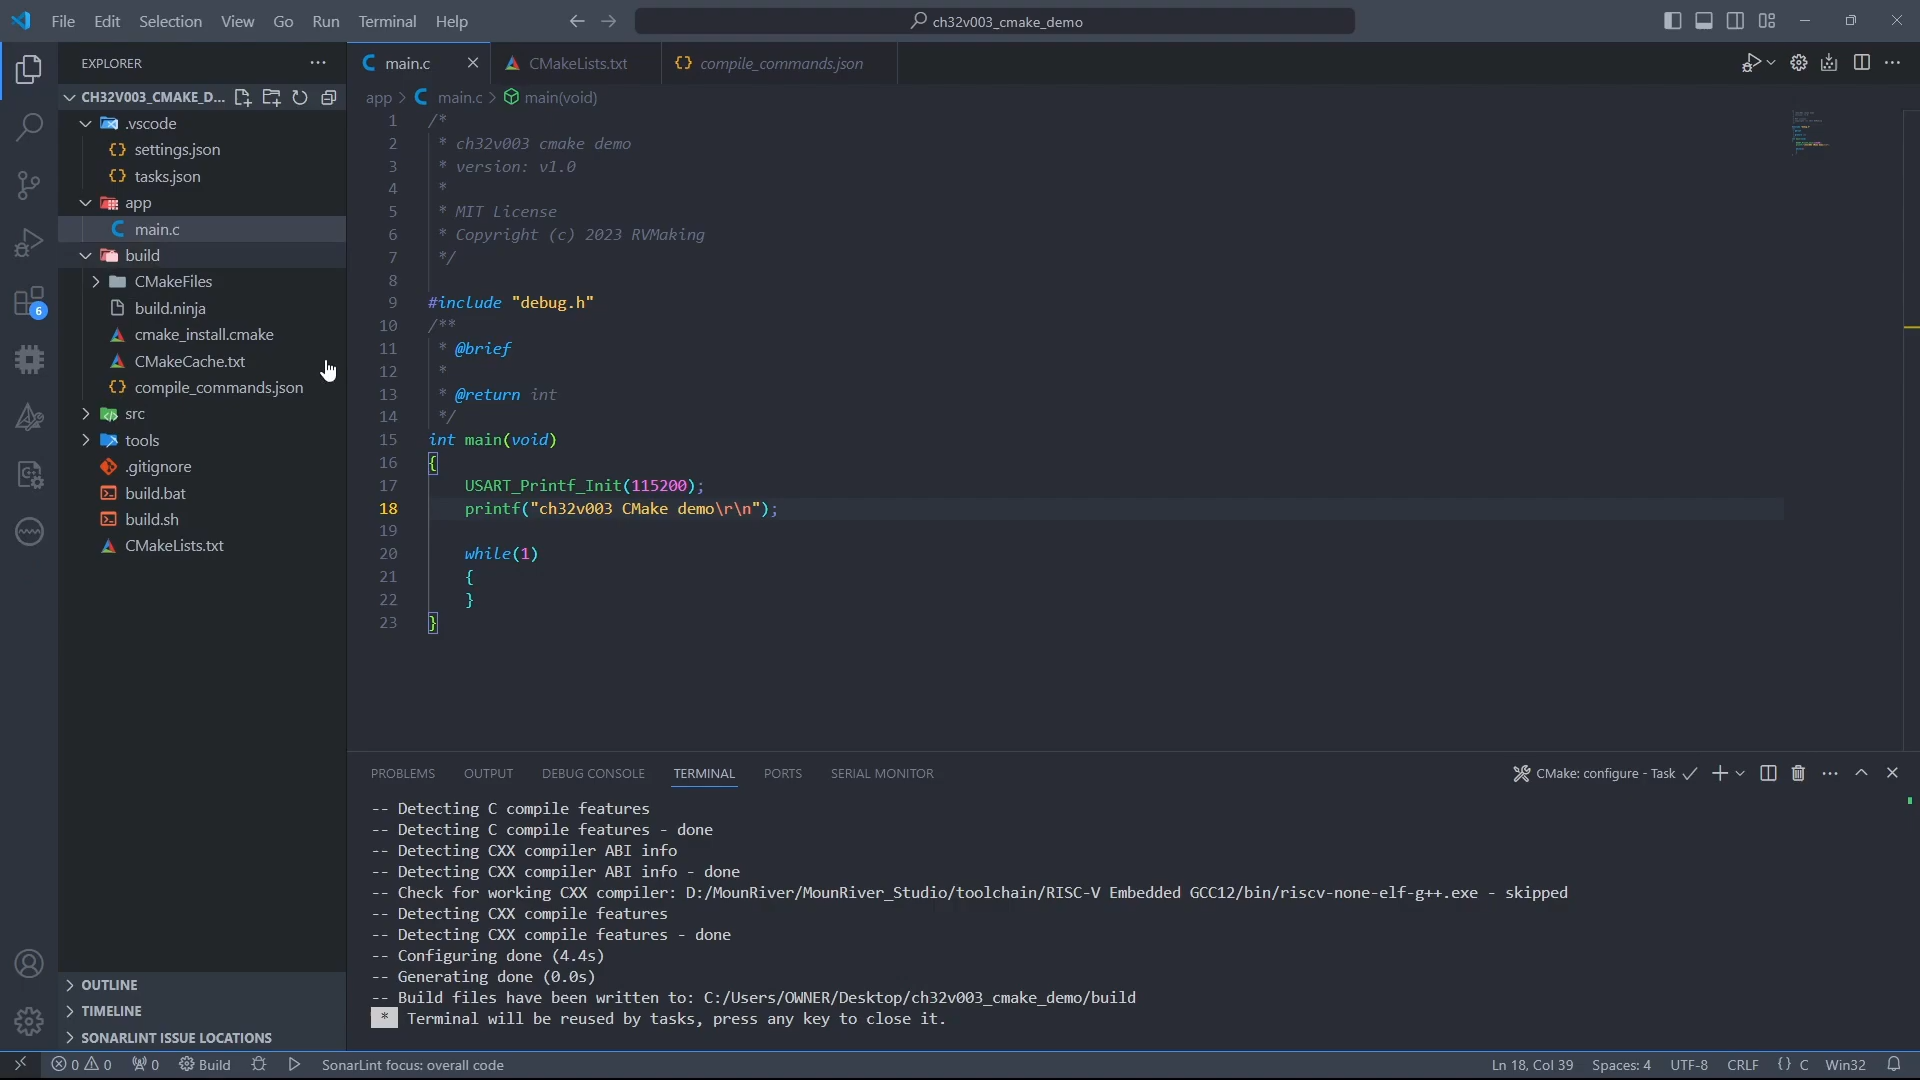 File Edit Selection View Go Run Terminal Help
ch32v003_cmake_demo
EXPLORER
CH32V003_CMAKE_D...
.vscode
settings.json
tasks.json
app
main.c
build
CMakeFiles
build.ninja
cmake_install.cmake
CMakeCache.txt
compile_commands.json
src
tools
.gitignore
build.bat
build.sh
CMakeLists.txt
OUTLINE
TIMELINE
SONARLINT ISSUE LOCATIONS
6
main.c CMakeLists.txt compile_commands.json
app > main.c > main(void)
1 /*
2 * ch32v003 cmake demo
3 * version: v1.0
4 *
5 * MIT License
6 * Copyright (c) 2023 RVMaking
7 */
8
9 #include "debug.h"
10 /**
11 * @brief
12 *
13 * @return int
14 */
15 int main(void)
16 {
17 USART_Printf_Init(115200);
18 printf("ch32v003 CMake demo\r\n");
19
20 while(1)
21 {
22 }
23 }
PROBLEMS OUTPUT DEBUG CONSOLE TERMINAL PORTS SERIAL MONITOR
CMake: configure - Task
-- Detecting C compile features
-- Detecting C compile features - done
-- Detecting CXX compiler ABI info
-- Detecting CXX compiler ABI info - done
-- Check for working CXX compiler: D:/MounRiver/MounRiver_Studio/toolchain/RISC-V Embedded GCC12/bin/riscv-none-elf-g++.exe - skipped
-- Detecting CXX compile features
-- Detecting CXX compile features - done
-- Configuring done (4.4s)
-- Generating done (0.0s)
-- Build files have been written to: C:/Users/OWNER/Desktop/ch32v003_cmake_demo/build
* Terminal will be reused by tasks, press any key to close it.
0 0 0 Build SonarLint focus: overall code Ln 18, Col 39 Spaces: 4 UTF-8 CRLF {} C Win32